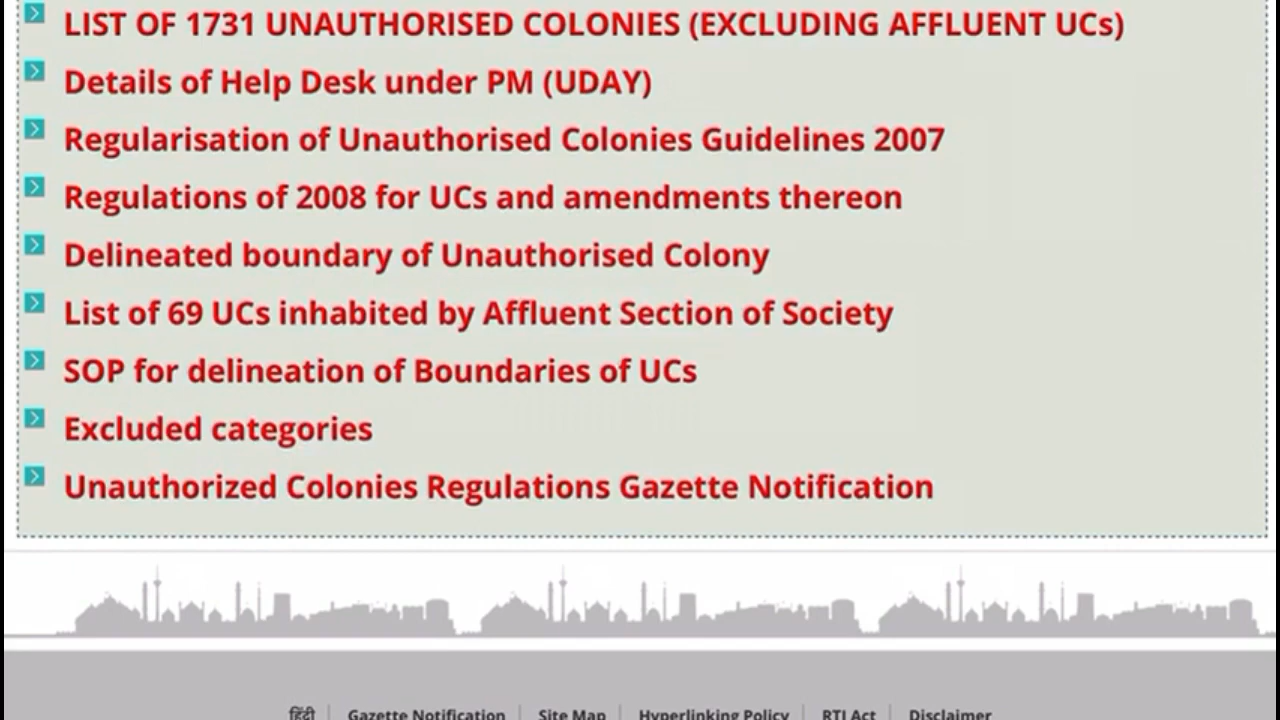 LIST OF 1731 UNAUTHORISED COLONIES (EXCLUDING AFFLUENT UCs)
Details of Help Desk under PM (UDAY)
Regularisation of Unauthorised Colonies Guidelines 2007
Regulations of 2008 for UCs and amendments thereon
Delineated boundary of Unauthorised Colony
List of 69 UCs inhabited by Affluent Section of Society
SOP for delineation of Boundaries of UCs
Excluded categories
Unauthorized Colonies Regulations Gazette Notification
हिंदी Gazette Notification Site Map Hyperlinking Policy RTI Act Disclaimer